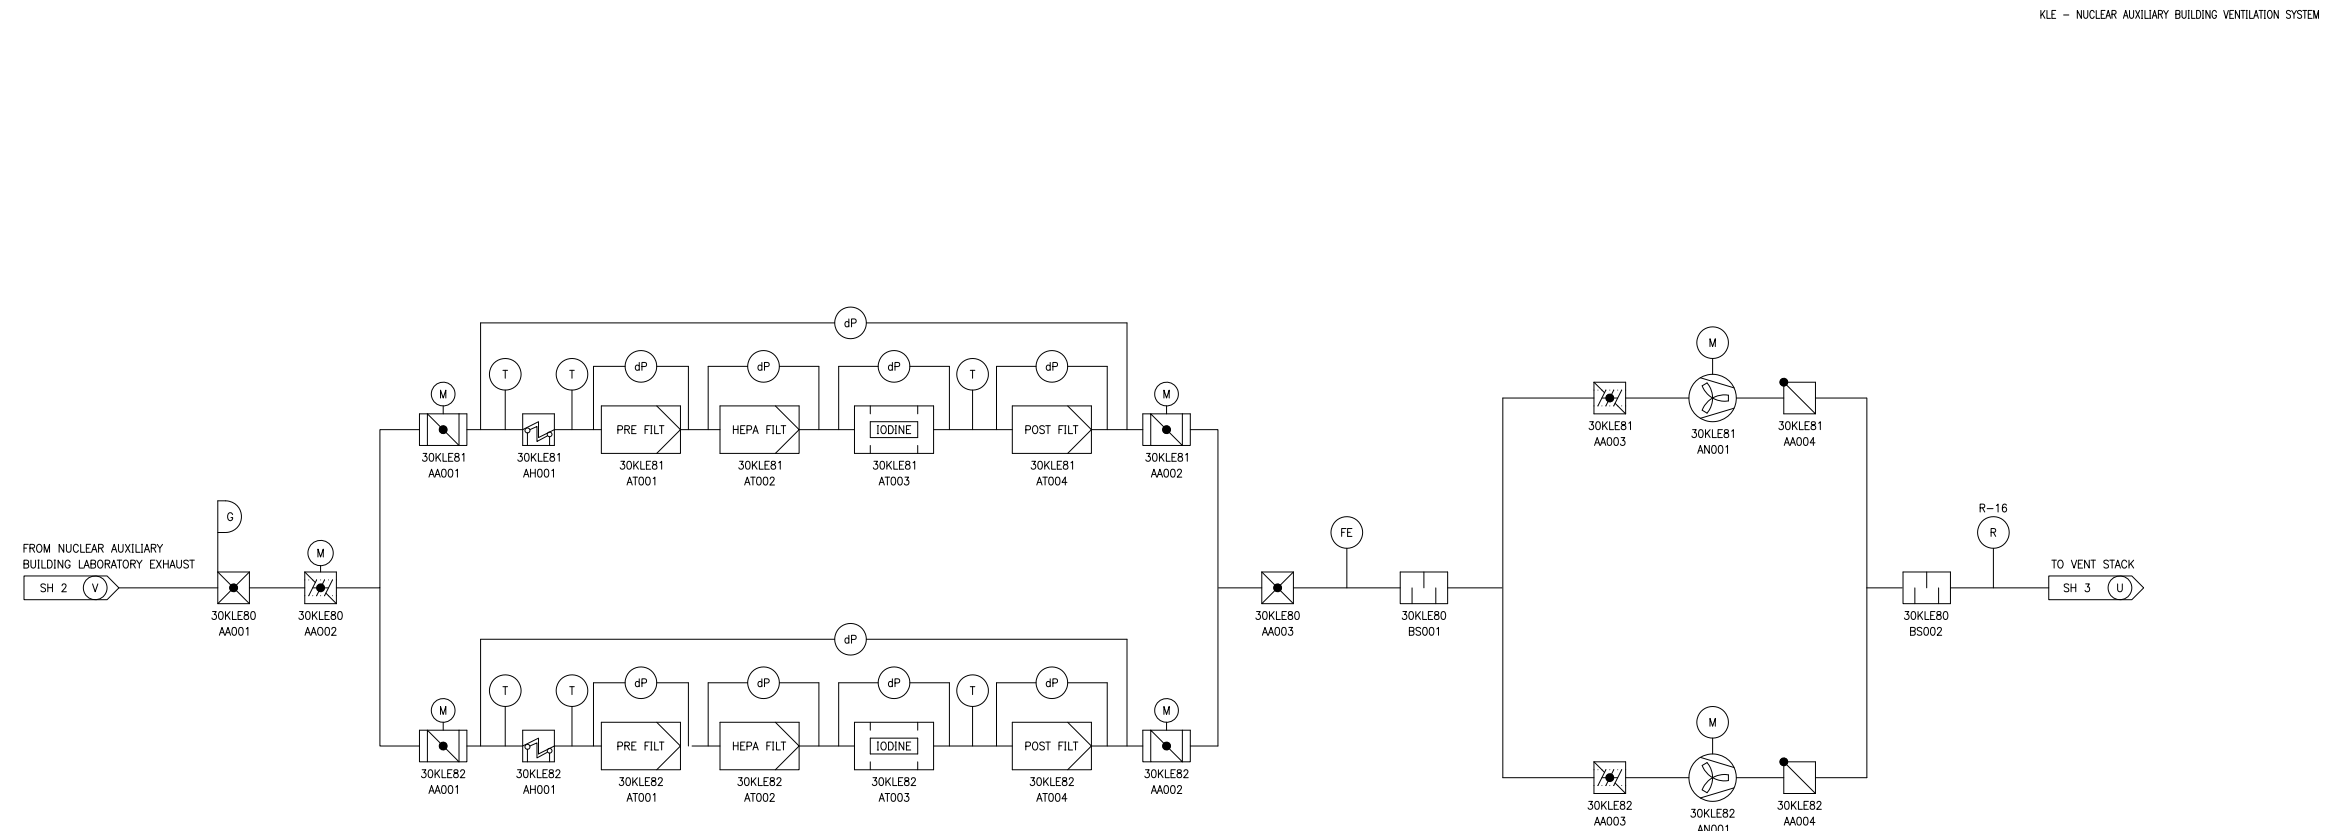 KLE - NUCLEAR AUXILIARY BUILDING VENTILATION SYSTEM
dP
M
dP
dP
dP
dP
T
T
T
M
M
PRE FILT
HEPA FILT
IODINE
POST FILT
30KLE81
AA001
30KLE81
AH001
30KLE81
AT001
30KLE81
AT002
30KLE81
AT003
30KLE81
AT004
30KLE81
AA002
30KLE81
AA003
30KLE81
AN001
30KLE81
AA004
G
FROM NUCLEAR AUXILIARY
BUILDING LABORATORY EXHAUST
SH 2 V
M
30KLE80
AA001
30KLE80
AA002
FE
30KLE80
AA003
30KLE80
BS001
R-16
R
30KLE80
BS002
TO VENT STACK
SH 3 U
dP
dP
dP
dP
dP
T
T
T
M
M
M
PRE FILT
HEPA FILT
IODINE
POST FILT
30KLE82
AA001
30KLE82
AH001
30KLE82
AT001
30KLE82
AT002
30KLE82
AT003
30KLE82
AT004
30KLE82
AA002
30KLE82
AA003
30KLE82
AN001
30KLE82
AA004